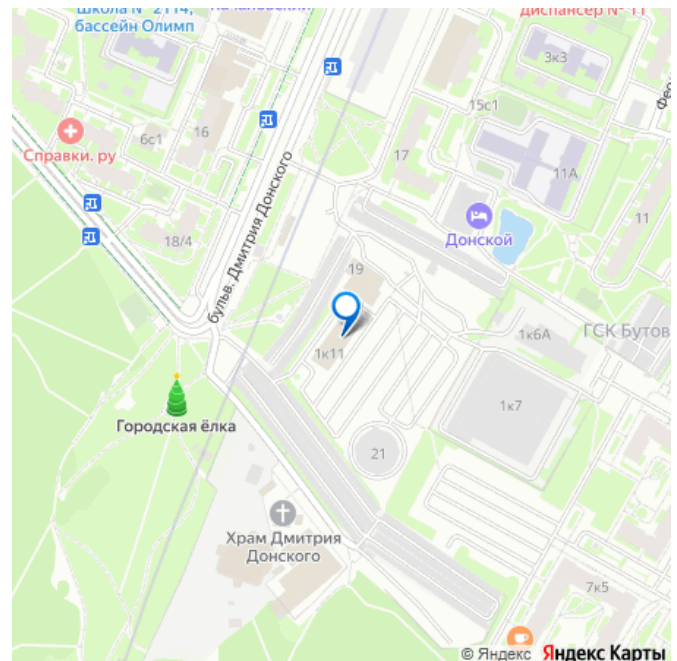 Школа № 2114,
бассейн Олимп
Диспансер № 11
3к3
15с1
16
6с1
Справки. ру
17
11А
бульв. Дмитрия Донского
Донской
11
18/4
19
1к6А
ГСК Бутов
1к11
1к7
Городская ёлка
21
Храм Дмитрия
Донского
7к5
© Яндекс Яндекс Карты